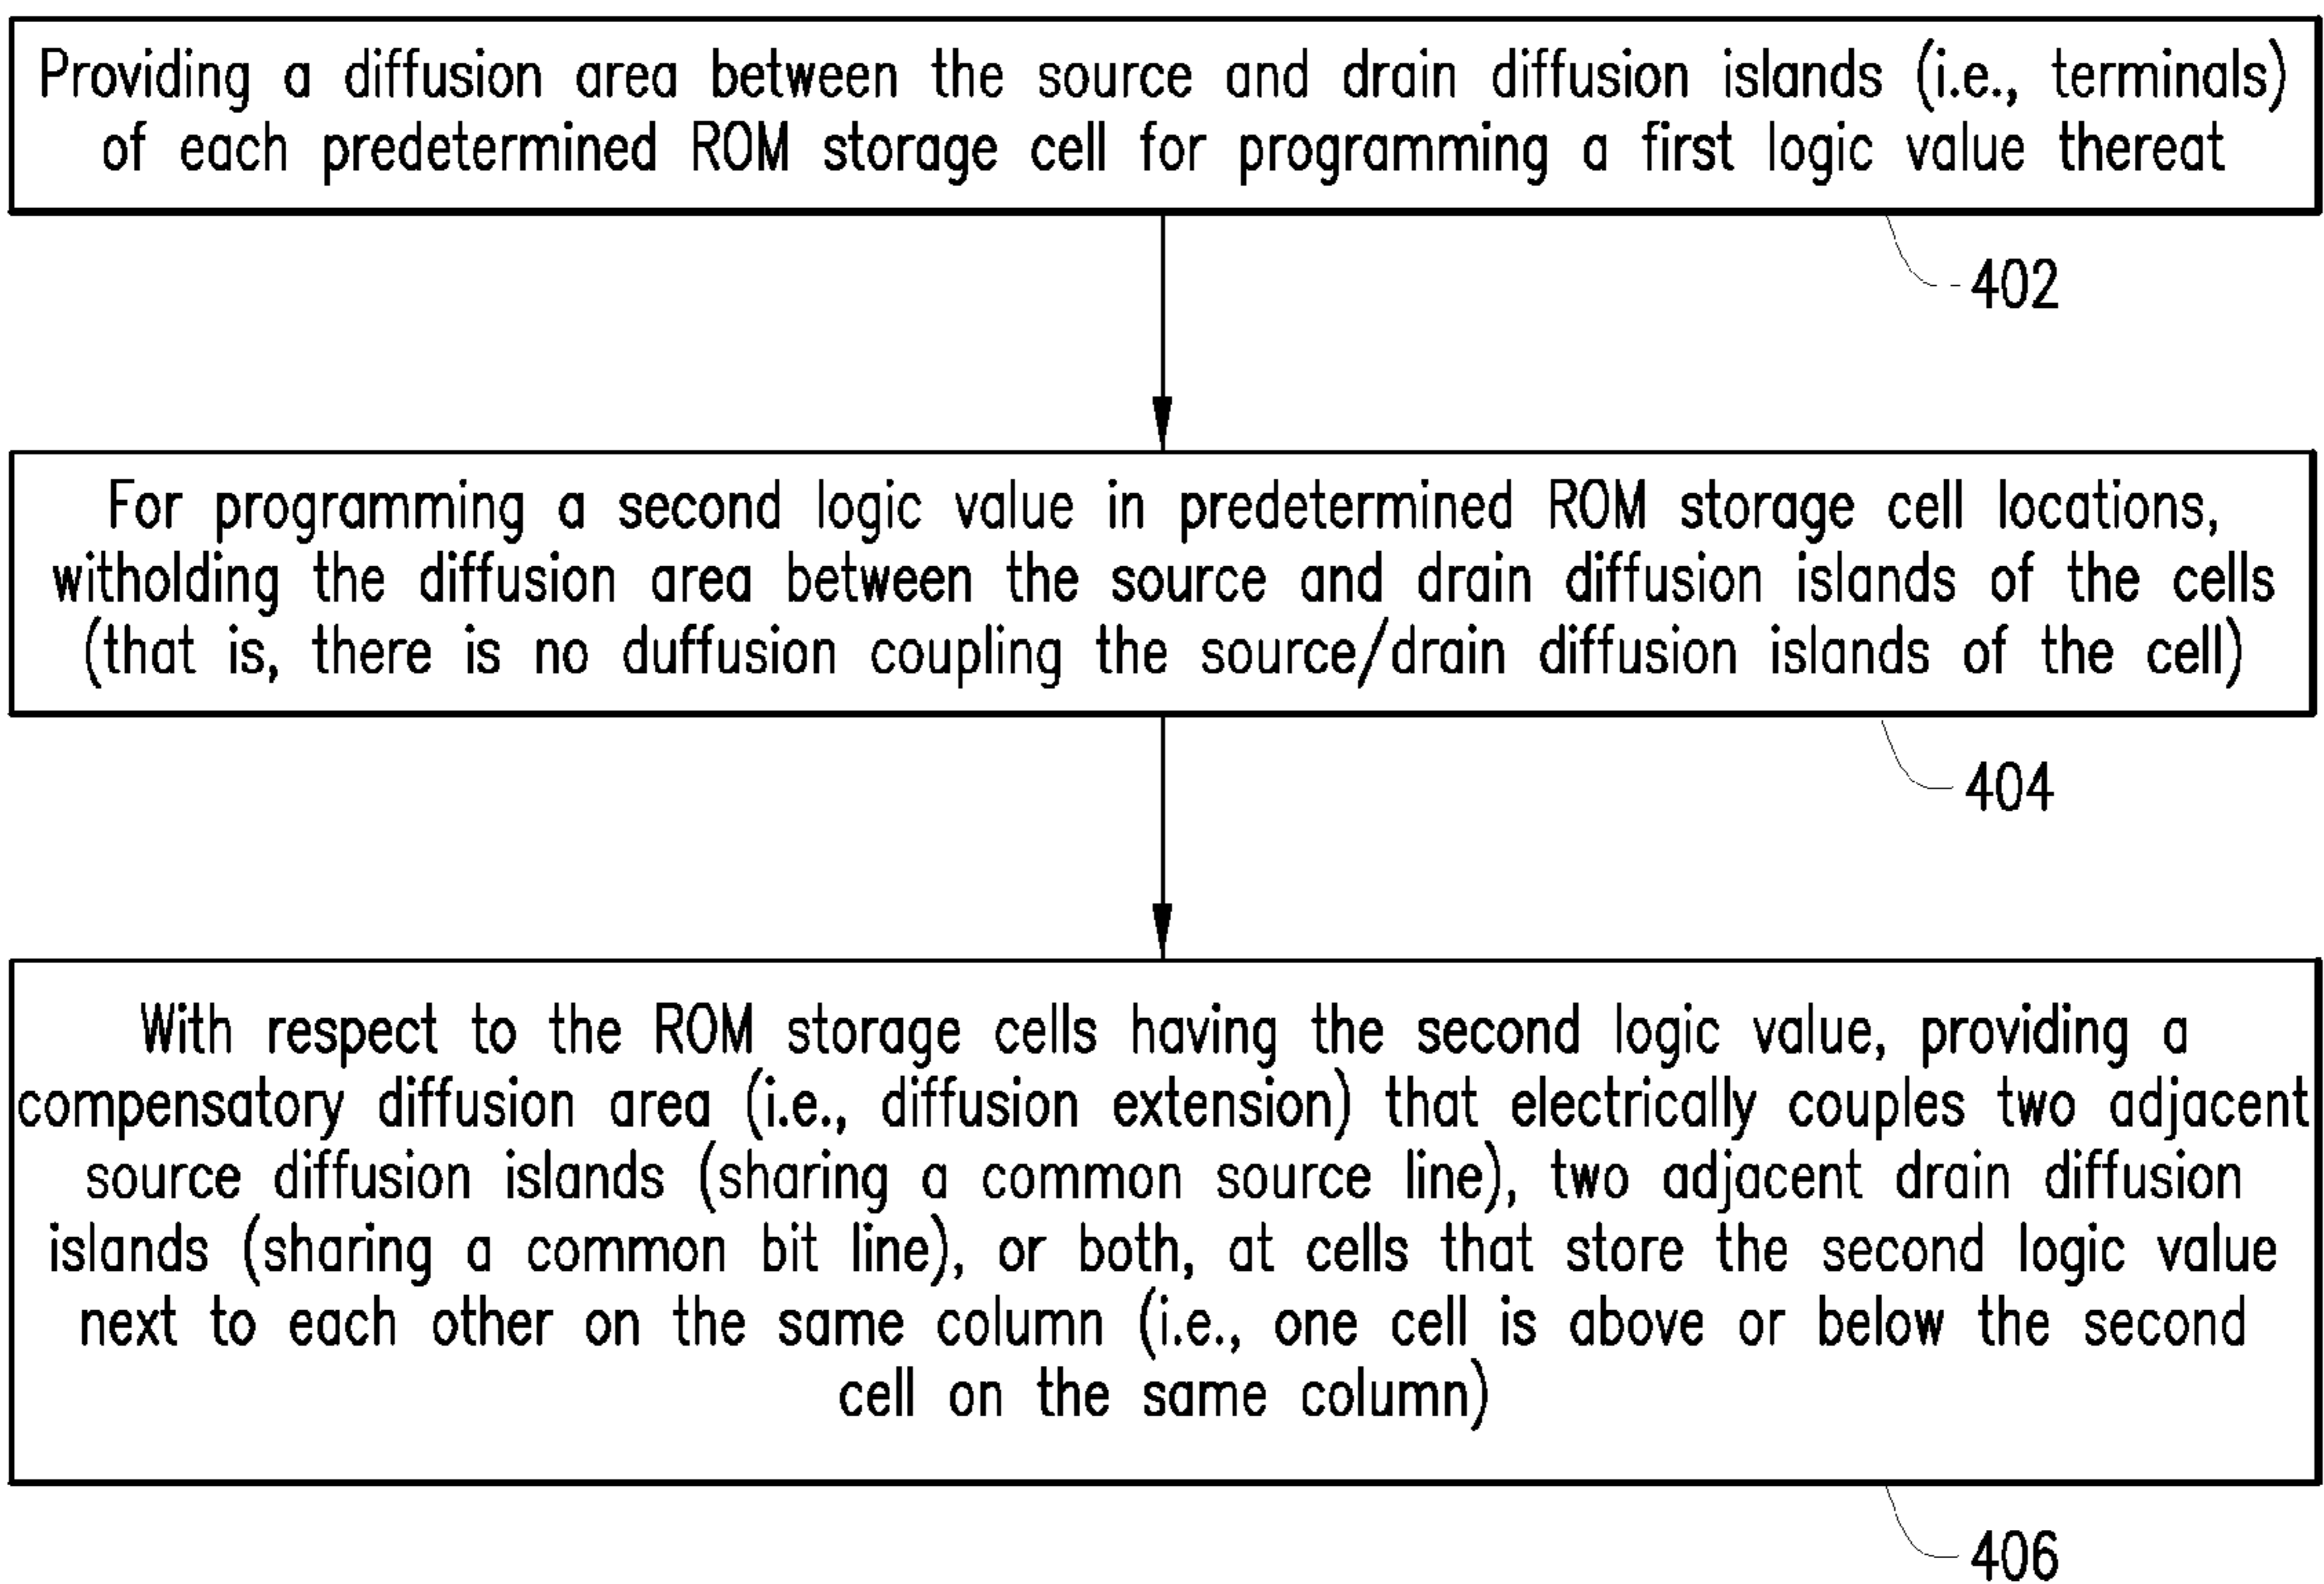 Providing a diffusion area between the source and drain diffusion islands (i.e., terminals)
of each predetermined ROM storage cell for programming a first logic value thereat
402
For programming a second logic value in predetermined ROM storage cell locations,
witholding the diffusion area between the source and drain diffusion islands of the cells
(that is, there is no duffusion coupling the source/drain diffusion islands of the cell)
404
With respect to the ROM storage cells having the second logic value, providing a
compensatory diffusion area (i.e., diffusion extension) that electrically couples two adjacent
source diffusion islands (sharing a common source line), two adjacent drain diffusion
islands (sharing a common bit line), or both, at cells that store the second logic value
next to each other on the same column (i.e., one cell is above or below the second
cell on the same column)
406